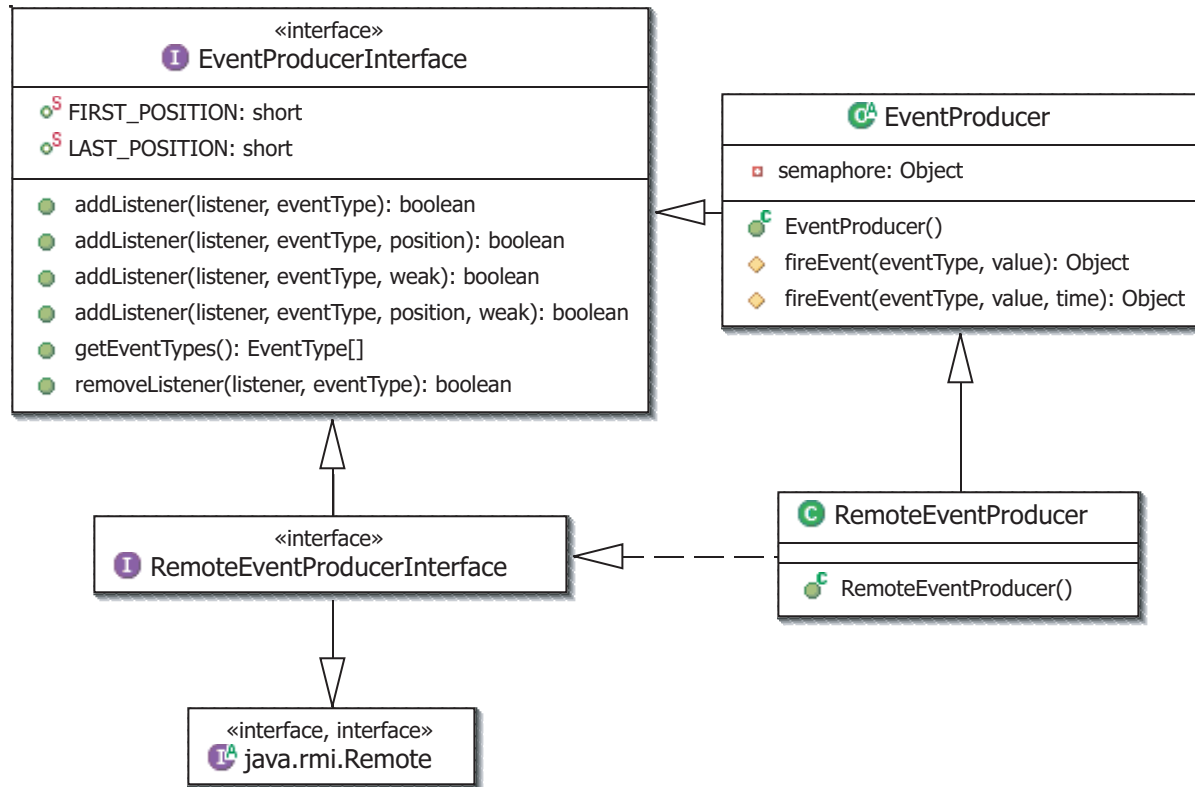 «interface»
I EventProducerInterface
S FIRST_POSITION: short
S LAST_POSITION: short
addListener(listener, eventType): boolean
addListener(listener, eventType, position): boolean
addListener(listener, eventType, weak): boolean
addListener(listener, eventType, position, weak): boolean
getEventTypes(): EventType[]
removeListener(listener, eventType): boolean
CA EventProducer
semaphore: Object
C EventProducer()
fireEvent(eventType, value): Object
fireEvent(eventType, value, time): Object
«interface»
I RemoteEventProducerInterface
C RemoteEventProducer
C RemoteEventProducer()
«interface, interface»
IA java.rmi.Remote